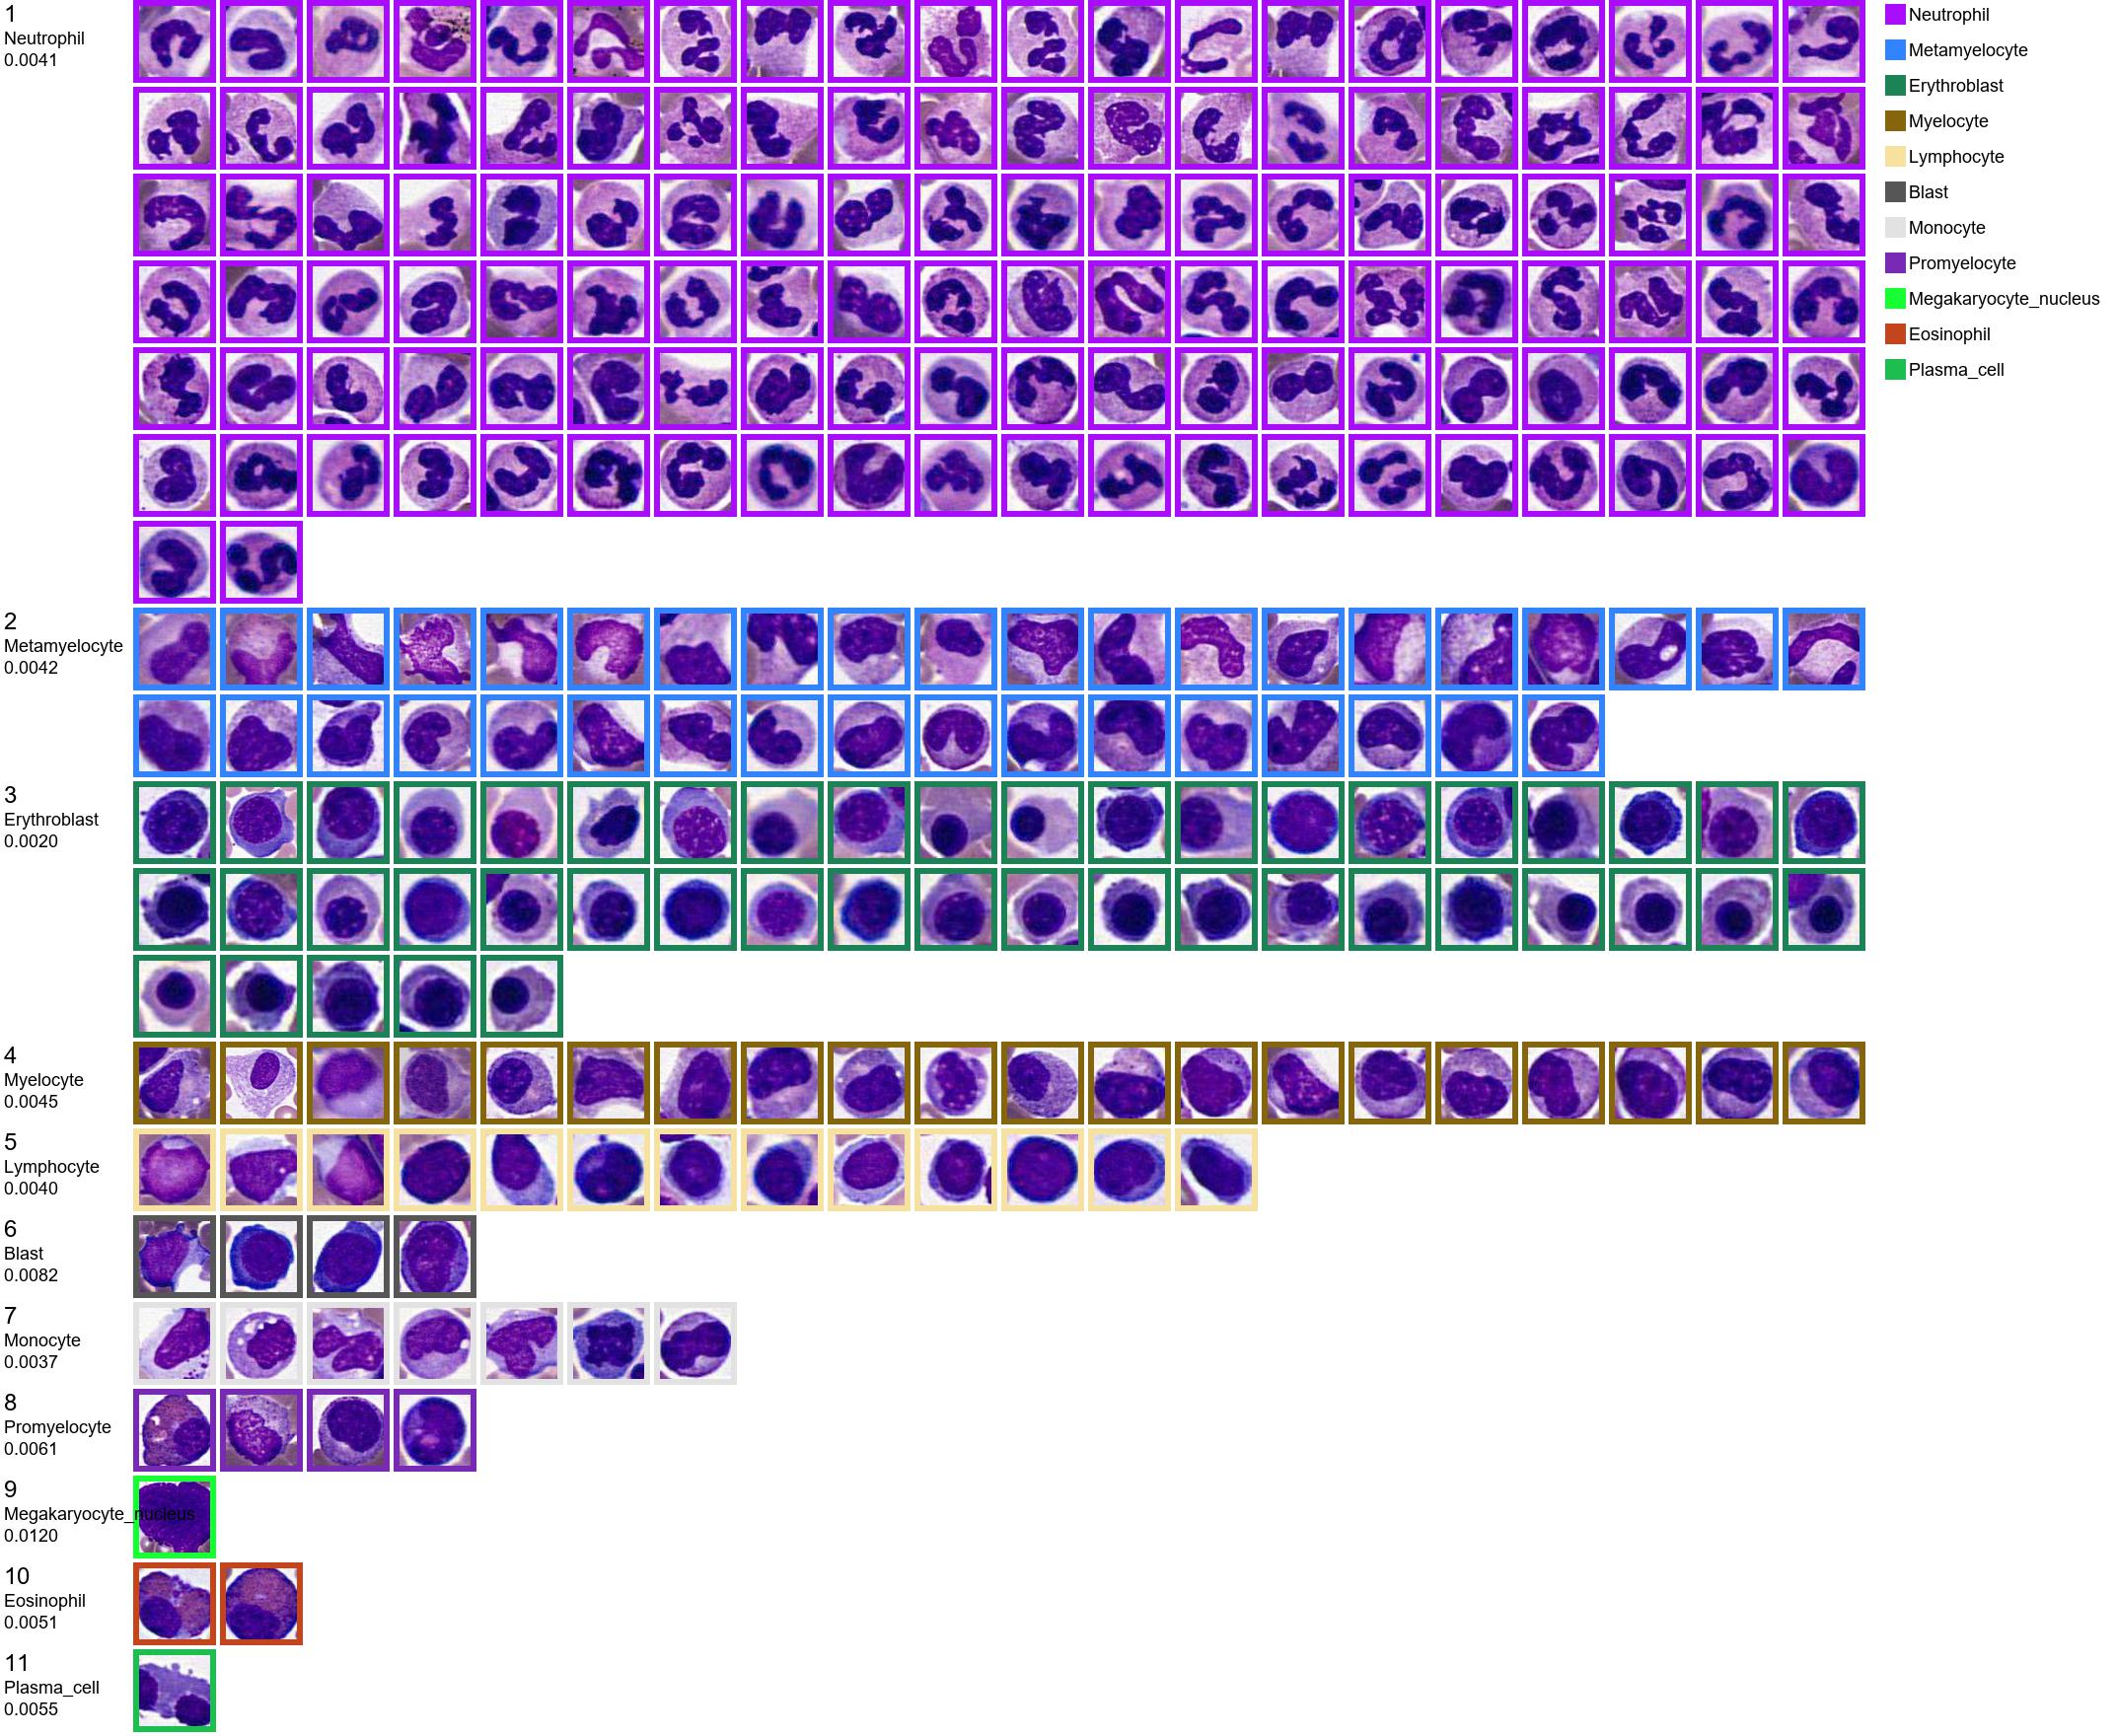 1
Neutrophil
0.0041
2
Metamyelocyte
0.0042
3
Erythroblast
0.0020
4
Myelocyte
0.0045
5
Lymphocyte
0.0040
6
Blast
0.0082
7
Monocyte
0.0037
8
Promyelocyte
0.0061
9
Megakaryocyte_nucleus
0.0120
10
Eosinophil
0.0051
11
Plasma_cell
0.0055
Neutrophil
Metamyelocyte
Erythroblast
Myelocyte
Lymphocyte
Blast
Monocyte
Promyelocyte
Megakaryocyte_nucleus
Eosinophil
Plasma_cell